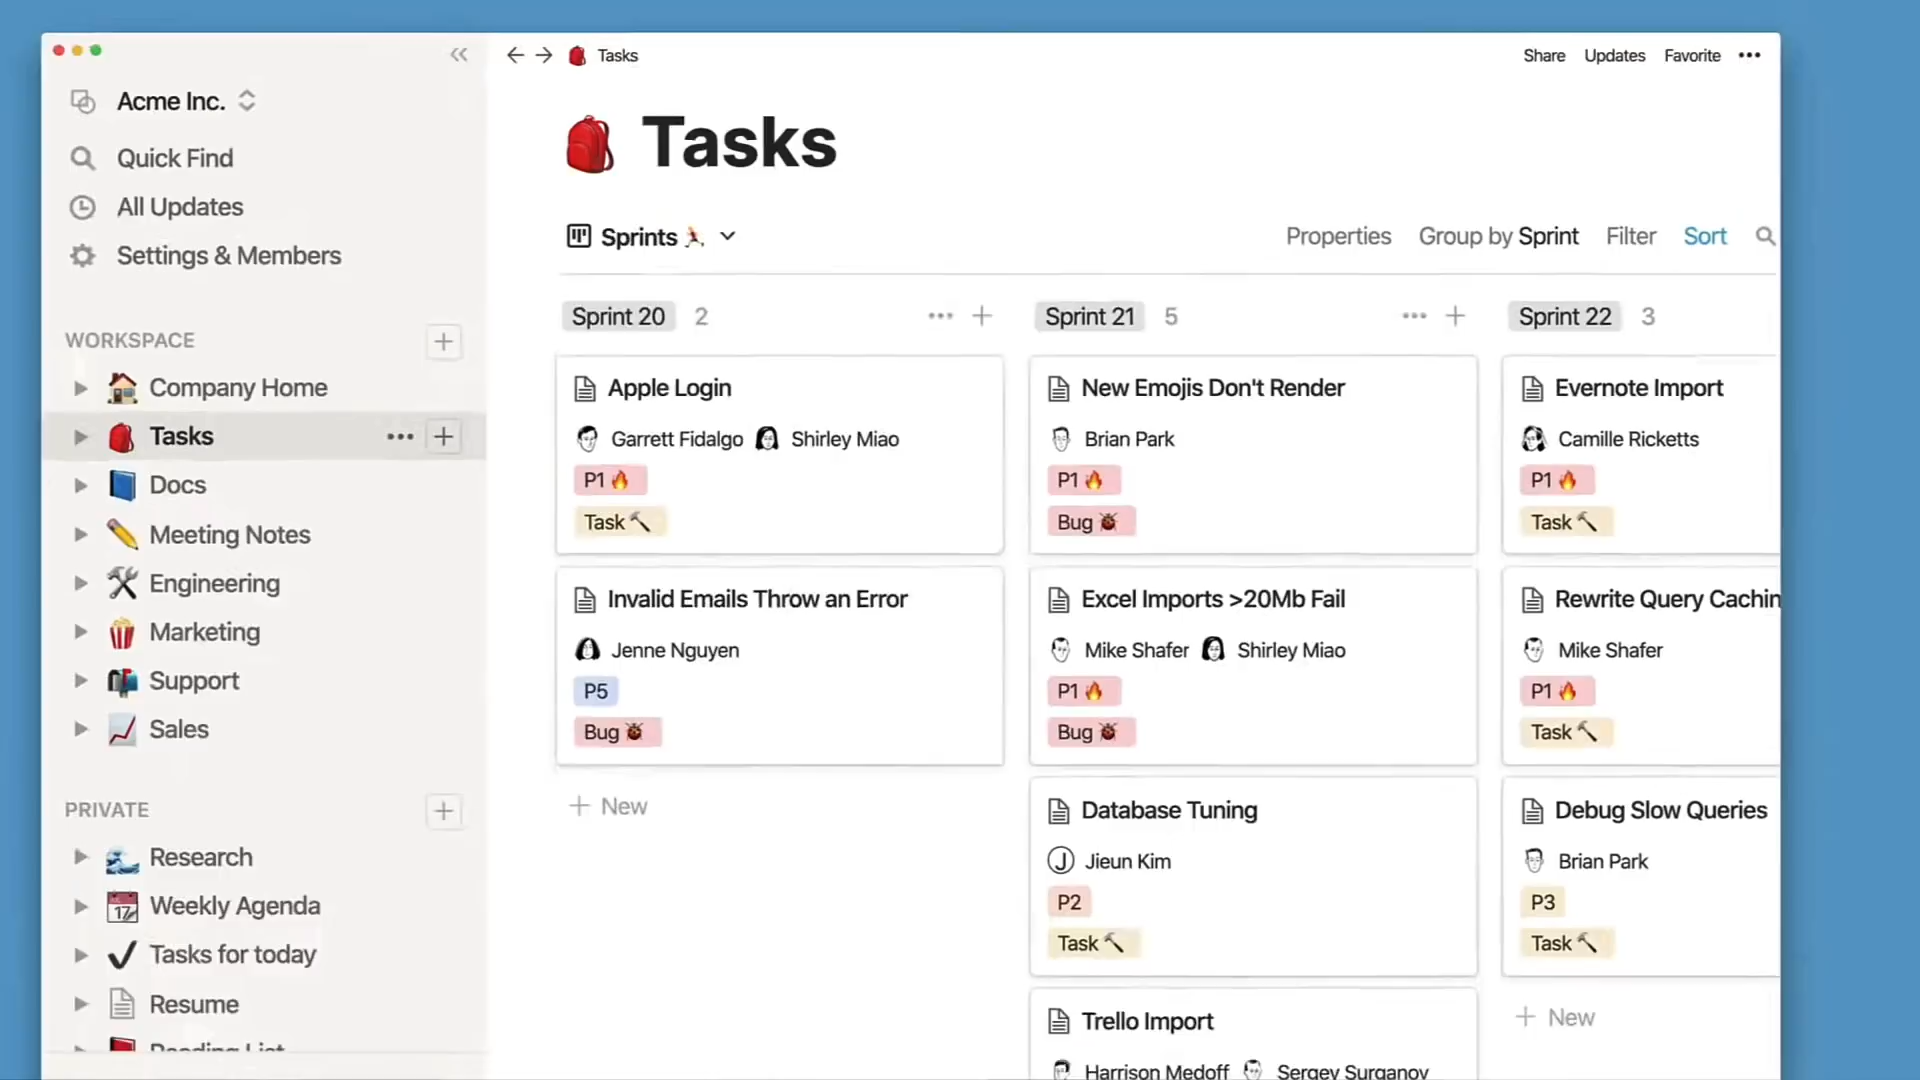 Tasks
Share Updates Favorite
Acme Inc.
Quick Find
All Updates
Settings & Members
WORKSPACE
Company Home
Tasks
Docs
Meeting Notes
Engineering
Marketing
Support
Sales
PRIVATE
Research
17
Weekly Agenda
Tasks for today
Resume
Reading List
Tasks
Sprints
Properties Group by Sprint Filter Sort
Sprint 20 2
Apple Login
Garrett Fidalgo Shirley Miao
P1
Task
Invalid Emails Throw an Error
Jenne Nguyen
P5
Bug
New
Sprint 21 5
New Emojis Don't Render
Brian Park
P1
Bug
Excel Imports >20Mb Fail
Mike Shafer Shirley Miao
P1
Bug
Database Tuning
J Jieun Kim
P2
Task
Trello Import
Harrison Medoff Sergey Surganov
Sprint 22 3
Evernote Import
Camille Ricketts
P1
Task
Rewrite Query Cachin
Mike Shafer
P1
Task
Debug Slow Queries
Brian Park
P3
Task
New